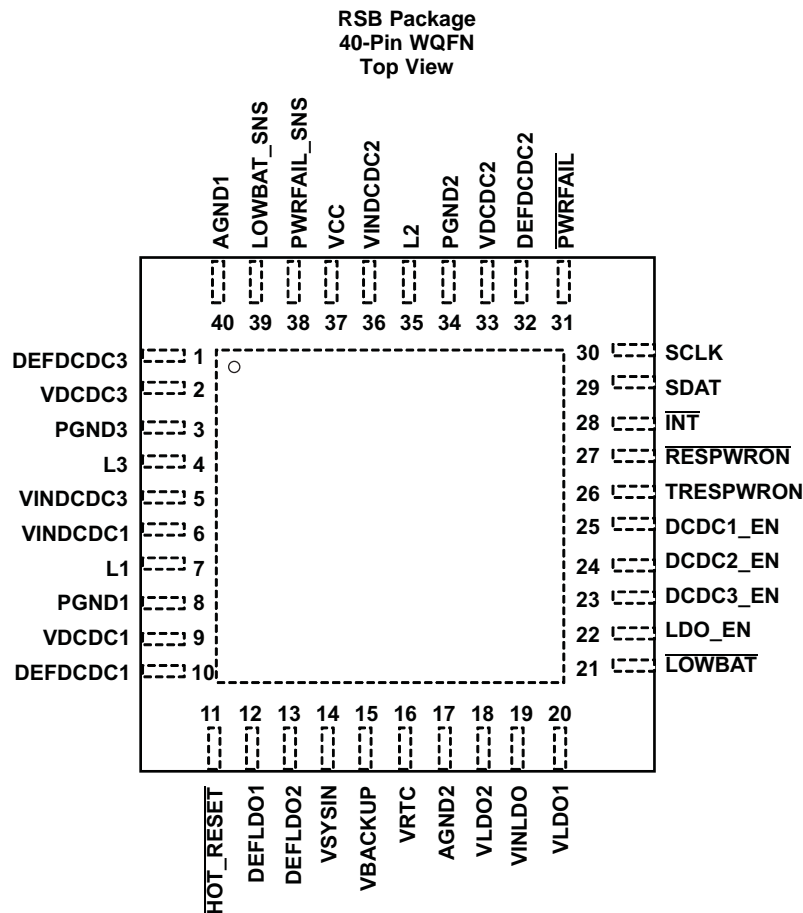 RSB Package
40-Pin WQFN
Top View
AGND1
LOWBAT_SNS
PWRFAIL_SNS
VCC
VINDCDC2
L2
PGND2
VDCDC2
DEFDCDC2
PWRFAIL
40 39 38 37 36 35 34 33 32 31
DEFDCDC3 1
VDCDC3 2
PGND3 3
L3 4
VINDCDC3 5
VINDCDC1 6
L1 7
PGND1 8
VDCDC1 9
DEFDCDC1 10
30 SCLK
29 SDAT
28 INT
27 RESPWRON
26 TRESPWRON
25 DCDC1_EN
24 DCDC2_EN
23 DCDC3_EN
22 LDO_EN
21 LOWBAT
11 12 13 14 15 16 17 18 19 20
HOT_RESET
DEFLDO1
DEFLDO2
VSYSIN
VBACKUP
VRTC
AGND2
VLDO2
VINLDO
VLDO1